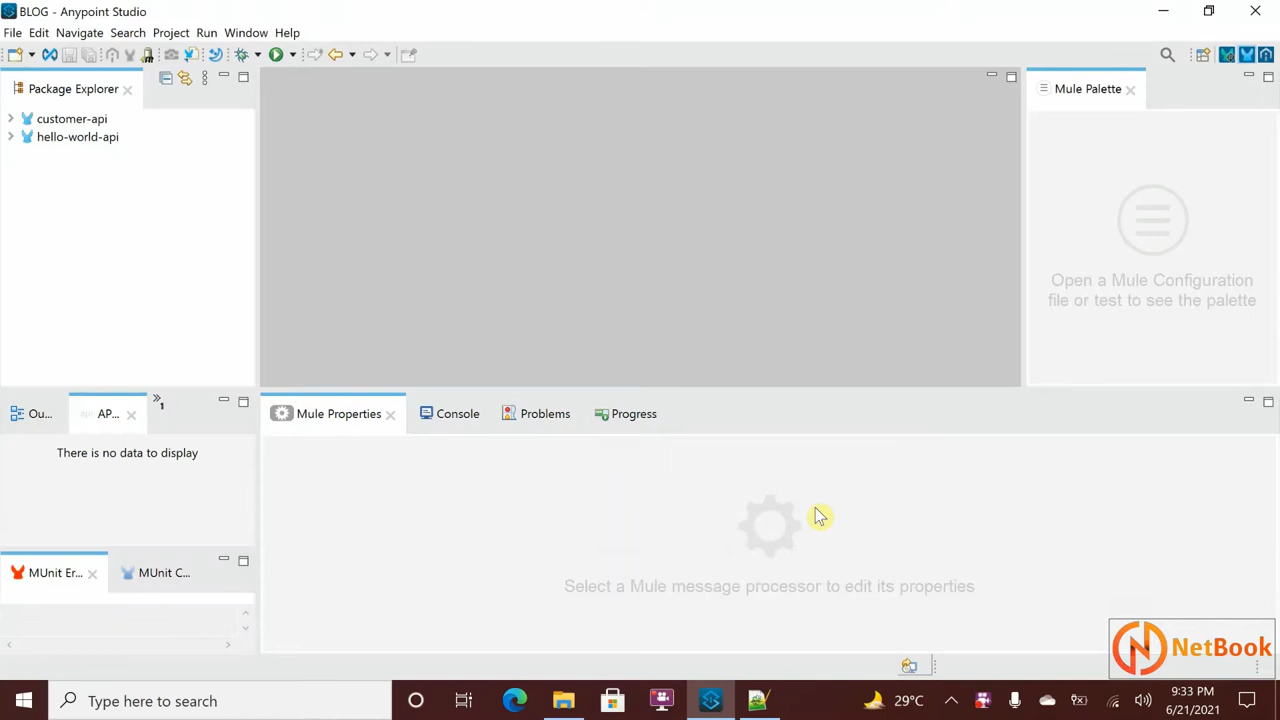 BLOG - Anypoint Studio
File Edit Navigate Search Project Run Window Help
Package Explorer
customer-api
hello-world-api
Mule Palette
Open a Mule Configuration
file or test to see the palette
Ou...
AP...
1
There is no data to display
MUnit Er...
MUnit C...
Mule Properties
Console
Problems
Progress
Select a Mule message processor to edit its properties
NetBook
Type here to search
29°C
9:33 PM
6/21/2021